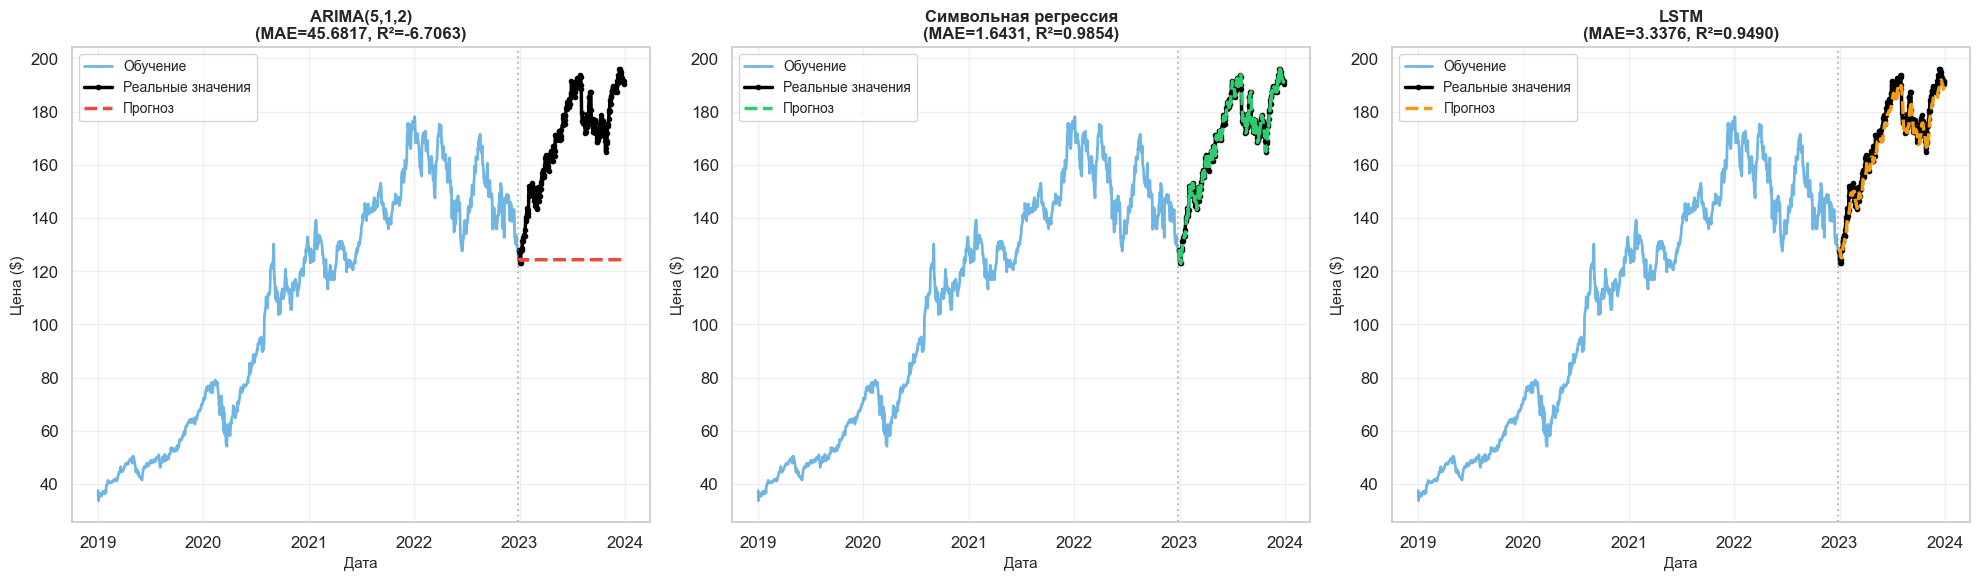 ARIMA(5,1,2)
(MAE=45.6817, R²=-6.7063)
Обучение
Реальные значения
Прогноз
Цена ($)
200
180
160
140
120
100
80
60
40
2019
2020
2021
2022
2023
2024
Дата
Символьная регрессия
(MAE=1.6431, R²=0.9854)
Обучение
Реальные значения
Прогноз
Цена ($)
200
180
160
140
120
100
80
60
40
2019
2020
2021
2022
2023
2024
Дата
LSTM
(MAE=3.3376, R²=0.9490)
Обучение
Реальные значения
Прогноз
Цена ($)
200
180
160
140
120
100
80
60
40
2019
2020
2021
2022
2023
2024
Дата